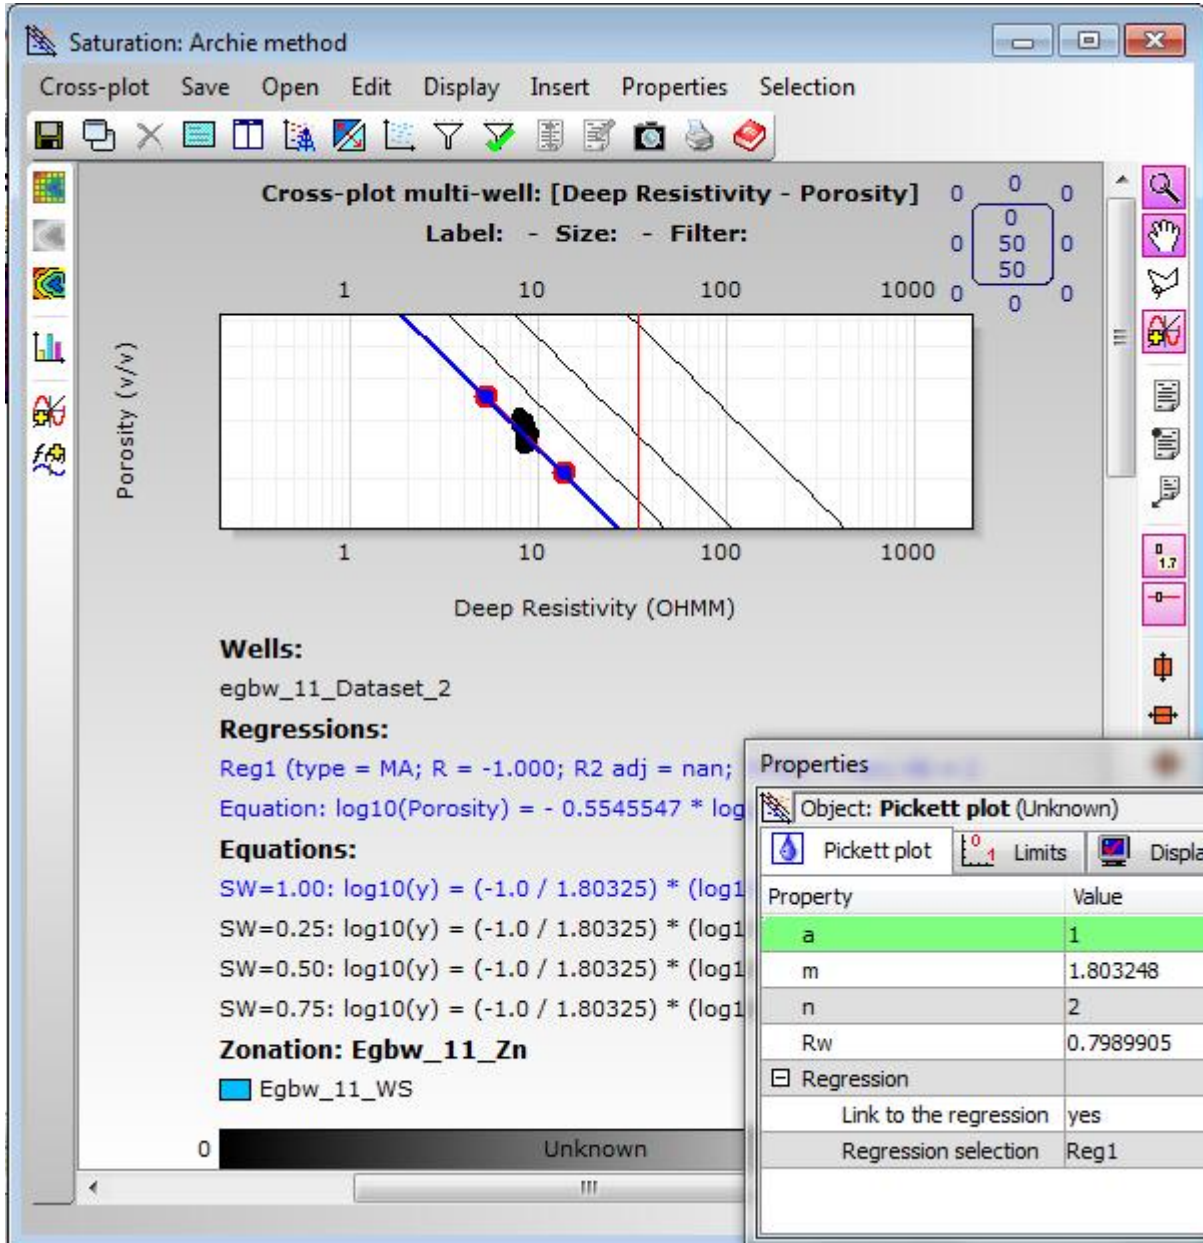 Saturation: Archie method
Cross-plot Save Open Edit Display Insert Properties Selection
Cross-plot multi-well: [Deep Resistivity - Porosity]
Label: - Size: - Filter:
0 0 0
0
0 50 0
50
0 0 0
1 10 100 1000
Porosity (v/v)
1 10 100 1000
Deep Resistivity (OHMM)
Wells:
egbw_11_Dataset_2
Regressions:
Reg1 (type = MA; R = -1.000; R2 adj = nan;
Equation: log10(Porosity) = - 0.5545547 * log
Equations:
SW=1.00: log10(y) = (-1.0 / 1.80325) * (log1
SW=0.25: log10(y) = (-1.0 / 1.80325) * (log1
SW=0.50: log10(y) = (-1.0 / 1.80325) * (log1
SW=0.75: log10(y) = (-1.0 / 1.80325) * (log1
Zonation: Egbw_11_Zn
Egbw_11_WS
0 Unknown
Properties
Object: Pickett plot (Unknown)
Pickett plot Limits Displa
Property Value
a 1
m 1.803248
n 2
Rw 0.7989905
Regression
Link to the regression yes
Regression selection Reg1